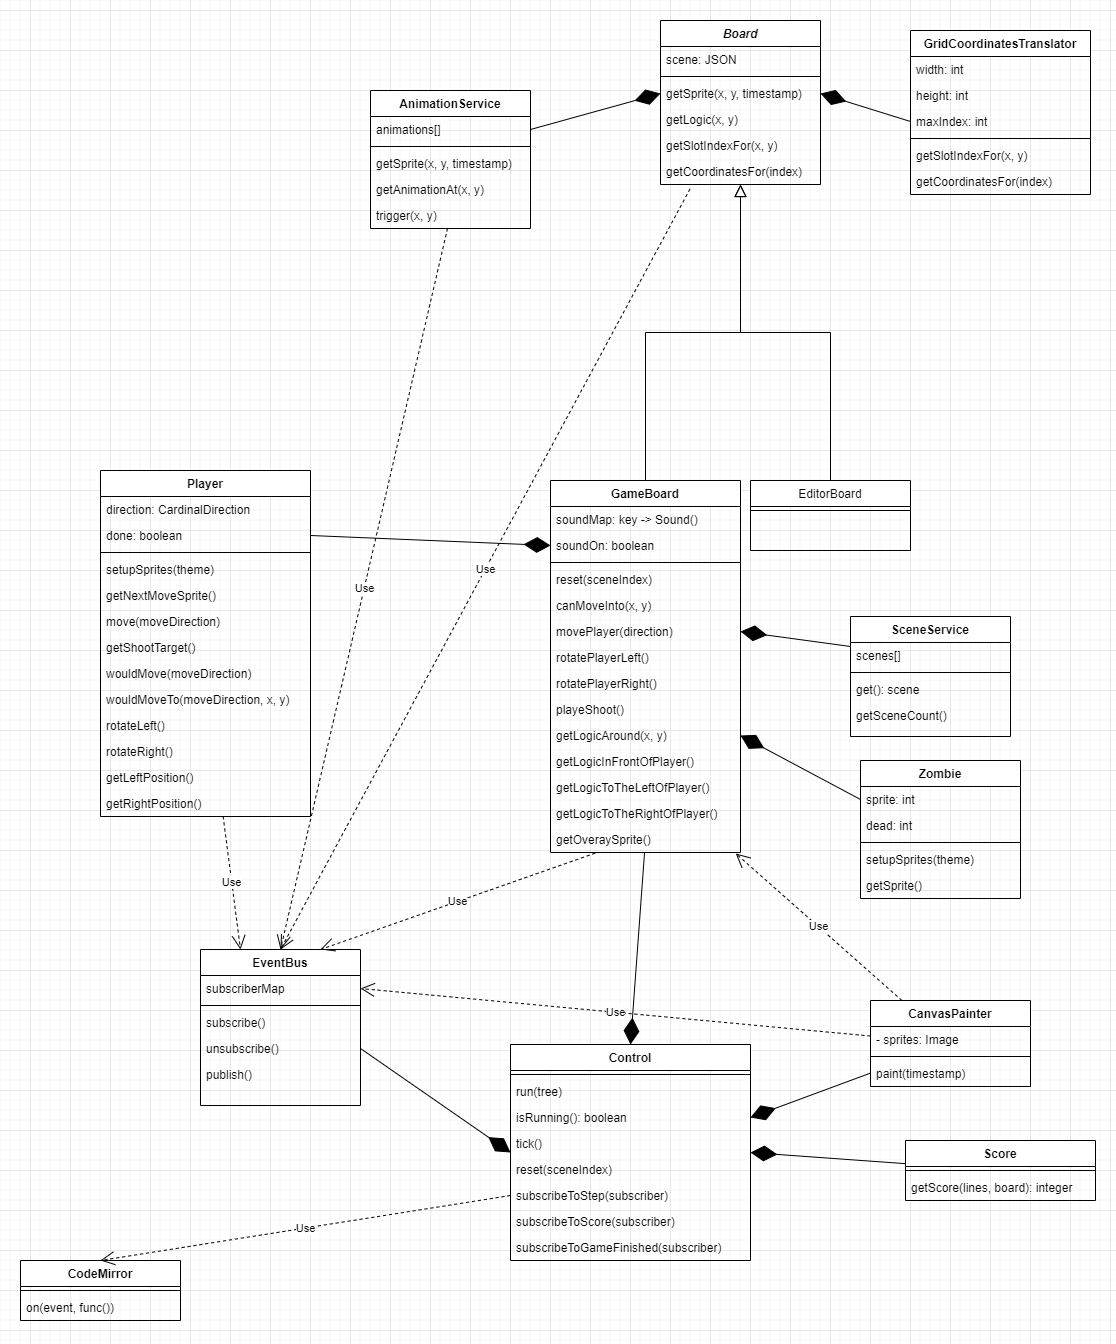 Board
scene: JSON
getSprite(x, y, timestamp)
getLogic(x, y)
getSlotIndexFor(x, y)
getCoordinatesFor(index)
GridCoordinatesTranslator
width: int
height: int
maxIndex: int
getSlotIndexFor(x, y)
getCoordinatesFor(index)
AnimationService
animations[]
getSprite(x, y, timestamp)
getAnimationAt(x, y)
trigger(x, y)
Use
Use
Player
direction: CardinalDirection
done: boolean
setupSprites(theme)
getNextMoveSprite()
move(moveDirection)
getShootTarget()
wouldMove(moveDirection)
wouldMoveTo(moveDirection, x, y)
rotateLeft()
rotateRight()
getLeftPosition()
getRightPosition()
GameBoard
soundMap: key -> Sound()
soundOn: boolean
reset(sceneIndex)
canMoveInto(x, y)
movePlayer(direction)
rotatePlayerLeft()
rotatePlayerRight()
playeShoot()
getLogicAround(x, y)
getLogicInFrontOfPlayer()
getLogicToTheLeftOfPlayer()
getLogicToTheRightOfPlayer()
getOveraySprite()
EditorBoard
SceneService
scenes[]
get(): scene
getSceneCount()
Zombie
sprite: int
dead: int
setupSprites(theme)
getSprite()
Use
Use
Use
EventBus
subscriberMap
subscribe()
unsubscribe()
publish()
Use
CanvasPainter
- sprites: Image
paint(timestamp)
Control
run(tree)
isRunning(): boolean
tick()
reset(sceneIndex)
subscribeToStep(subscriber)
subscribeToScore(subscriber)
subscribeToGameFinished(subscriber)
Score
getScore(lines, board): integer
Use
CodeMirror
on(event, func())